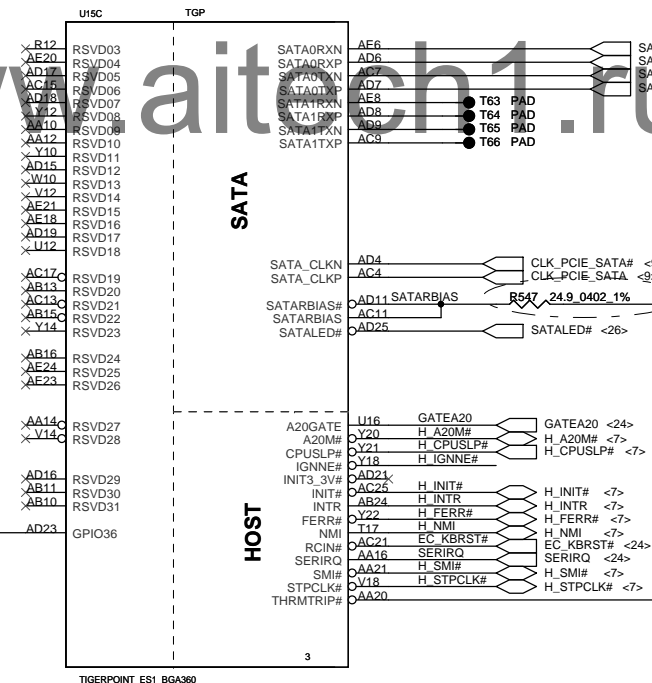 U15C TGP
R12 RSVD03 SATA0RXN AE6 SA
AE20 RSVD04 SATA0RXP AD6 SA
AD17 RSVD05 SATA0TXN AC7 SA
AC15 RSVD06 SATA0TXP AD7 SA
AD18 RSVD07 SATA1RXN AE8 T63 PAD
Y12 RSVD08 SATA1RXP AD8 T64 PAD
AA10 RSVD09 SATA1TXN AD9 T65 PAD
AA12 RSVD10 SATA1TXP AC9 T66 PAD
w.aitech1.ru
Y10 RSVD11
AD15 RSVD12
W10 RSVD13
V12 RSVD14
AE21 RSVD15
AE18 RSVD16
AD19 RSVD17
U12 RSVD18
SATA
SATA_CLKN AD4 CLK_PCIE_SATA# <9
AC17 RSVD19 SATA_CLKP AC4 CLK_PCIE_SATA <9
AB13 RSVD20
AC13 RSVD21 SATARBIAS# AD11 SATARBIAS R547 24.9_0402_1%
AB15 RSVD22 SATARBIAS AC11
Y14 RSVD23 SATALED# AD25 SATALED# <26>
AB16 RSVD24
AE24 RSVD25
AE23 RSVD26
AA14 RSVD27 A20GATE U16 GATEA20 GATEA20 <24>
V14 RSVD28 A20M# Y20 H_A20M# H_A20M# <7>
CPUSLP# Y21 H_CPUSLP# H_CPUSLP# <7>
IGNNE# Y18 H_IGNNE#
AD16 RSVD29 INIT3_3V# AD21
AB11 RSVD30 INIT# AC25 H_INIT# H_INIT# <7>
AB10 RSVD31 INTR AB24 H_INTR H_INTR <7>
FERR# Y22 H_FERR# H_FERR# <7>
AD23 GPIO36 NMI T17 H_NMI H_NMI <7>
RCIN# AC21 EC_KBRST# EC_KBRST# <24>
SERIRQ AA16 SERIRQ SERIRQ <24>
SMI# AA21 H_SMI# H_SMI# <7>
STPCLK# V18 H_STPCLK# H_STPCLK# <7>
THRMTRIP# AA20
HOST
3
TIGERPOINT_ES1_BGA360